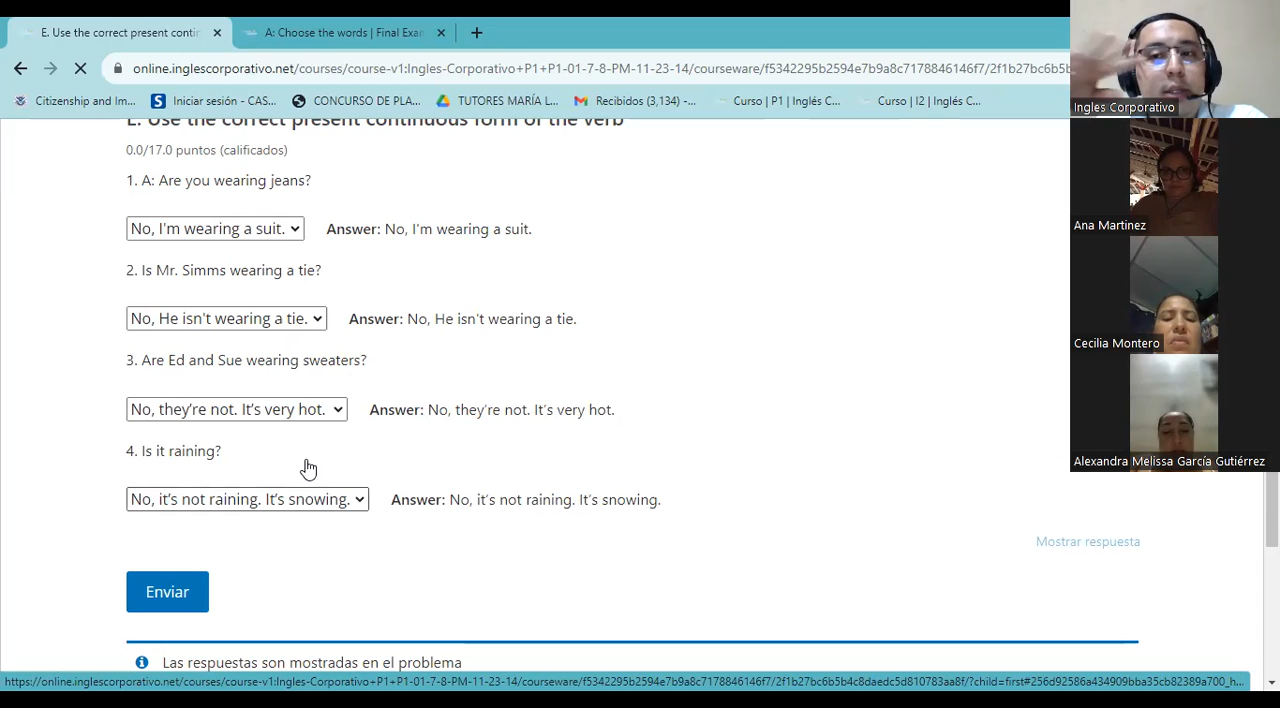 E. Use the correct present conti
A: Choose the words | Final Exa
online.inglescorporativo.net/courses/course-v1:Ingles-Corporativo+P1+P1-01-7-8-PM-11-23-14/courseware/f5342295b2594e7b9a8c7178846146f7/2f1b27bc6b5b
Citizenship and Im...
Iniciar sesión - CAS...
CONCURSO DE PLA...
TUTORES MARÍA L...
Recibidos (3,134) -...
Curso | P1 | Inglés C...
Curso | I2 | Inglés C...
Ingles Corporativo
E. Use the correct present continuous form of the verb
0.0/17.0 puntos (calificados)
1. A: Are you wearing jeans?
No, I'm wearing a suit. Answer: No, I'm wearing a suit.
Ana Martinez
2. Is Mr. Simms wearing a tie?
No, He isn't wearing a tie. Answer: No, He isn't wearing a tie.
Cecilia Montero
3. Are Ed and Sue wearing sweaters?
No, they’re not. It’s very hot. Answer: No, they’re not. It’s very hot.
4. Is it raining?
Alexandra Melissa García Gutiérrez
No, it’s not raining. It’s snowing. Answer: No, it’s not raining. It’s snowing.
Mostrar respuesta
Enviar
Las respuestas son mostradas en el problema
https://online.inglescorporativo.net/courses/course-v1:Ingles-Corporativo+P1+P1-01-7-8-PM-11-23-14/courseware/f5342295b2594e7b9a8c7178846146f7/2f1b27bc6b5b4c8daedc5d810783aa8f/?child=first#256d92586a434909bba35cb82389a700_h...